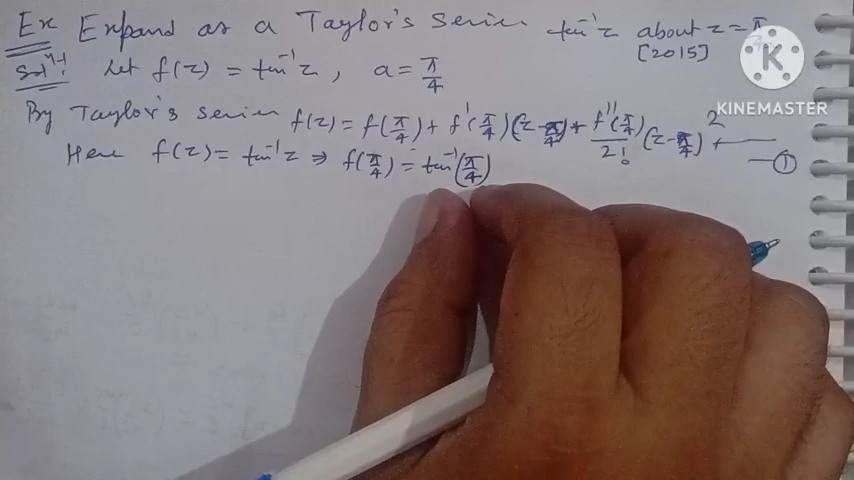 Ex Expand as a Taylor's Series tan⁻¹z about z = π/4
[2015]
Solⁿ:- Let f(z) = tan⁻¹z, a = π/4
By Taylor's series f(z) = f(π/4) + f'(π/4)(z-π/4) + f''(π/4)/2! (z-π/4)² + ——
—①
Here f(z) = tan⁻¹z ⇒ f(π/4) = tan⁻¹(π/4)
KINEMASTER